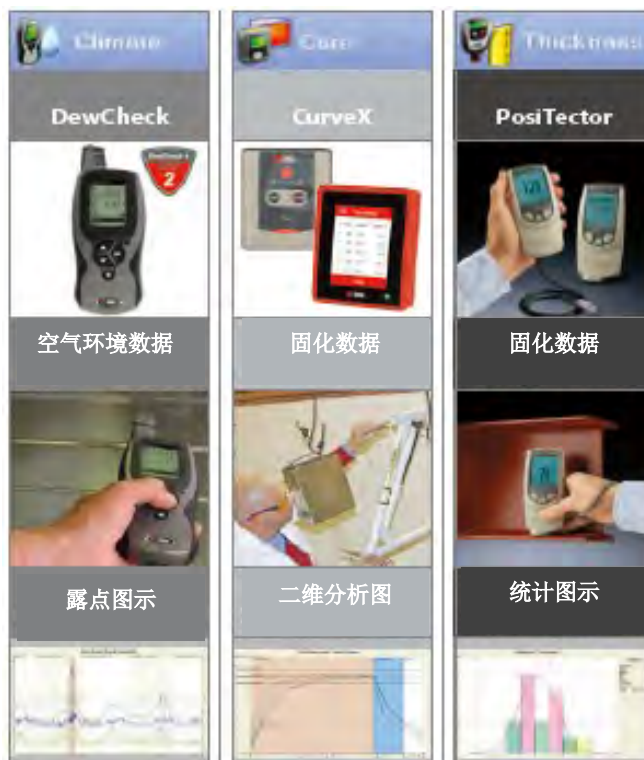 Climate
DewCheck
2
空气环境数据
露点图示
Cure
CurveX
固化数据
二维分析图
Thickness
PosiTector
固化数据
统计图示